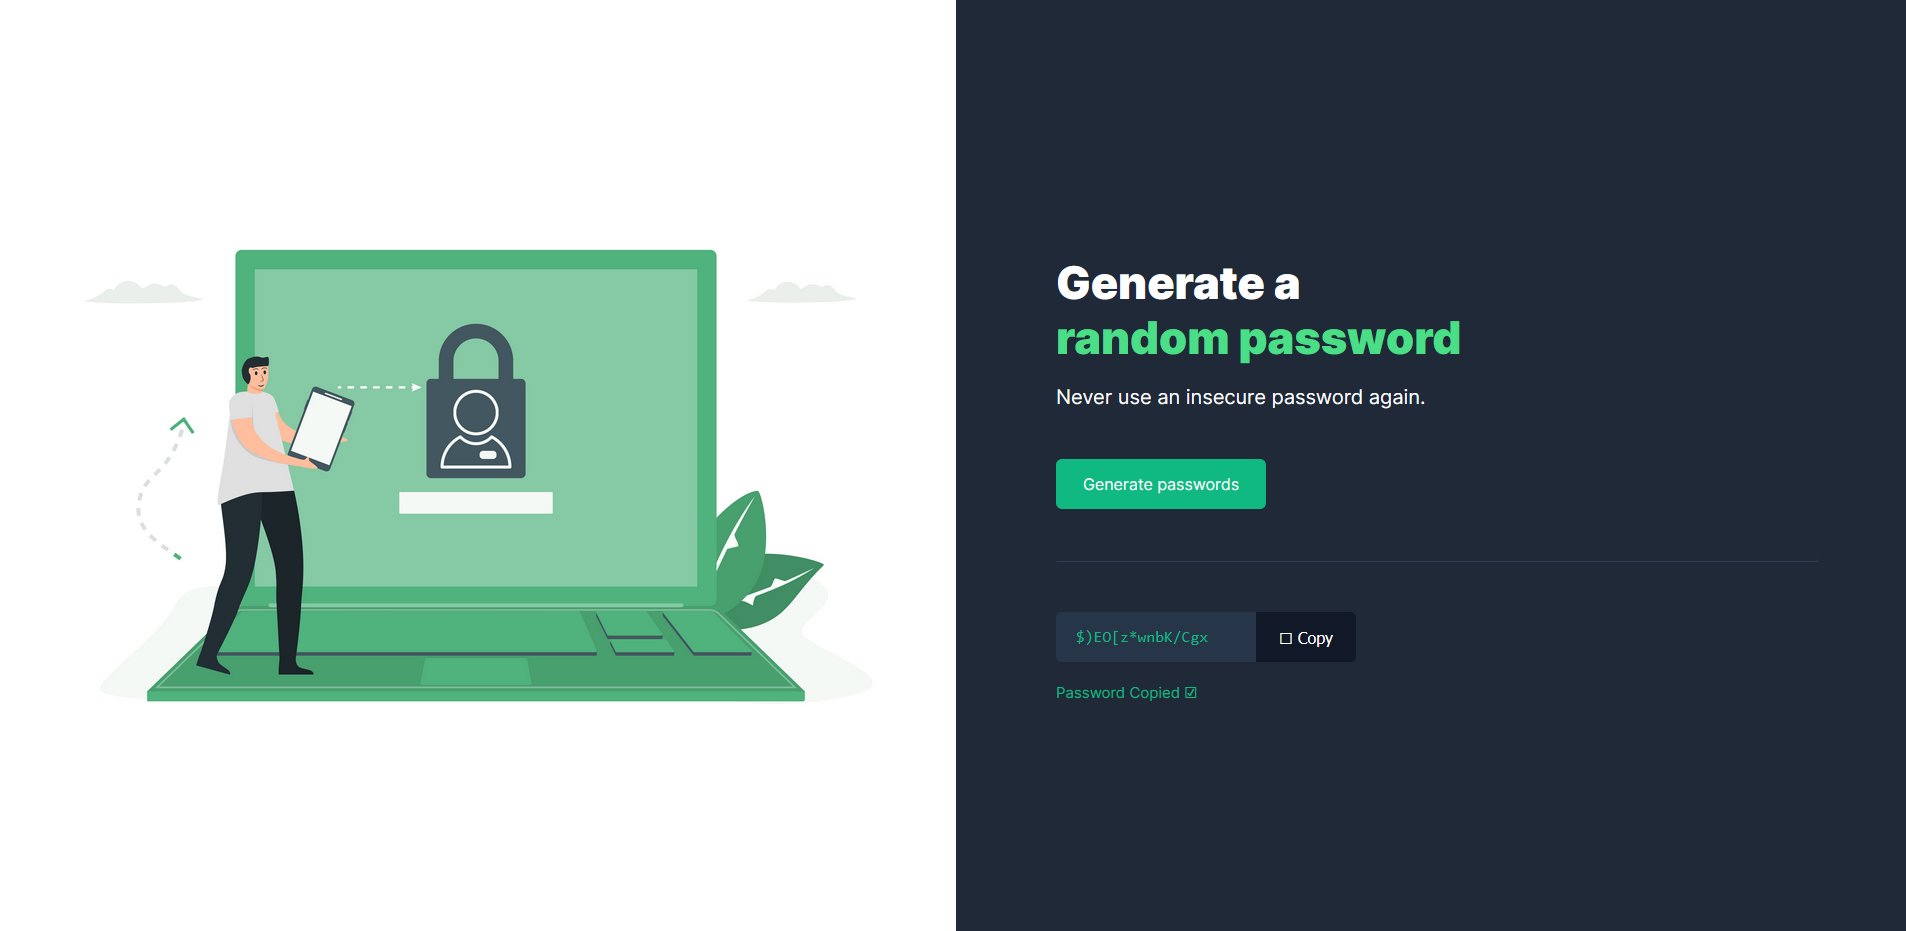 Generate a
random password
Never use an insecure password again.
Generate passwords
$)EO[z*wnbK/Cgx
☐ Copy
Password Copied ☑